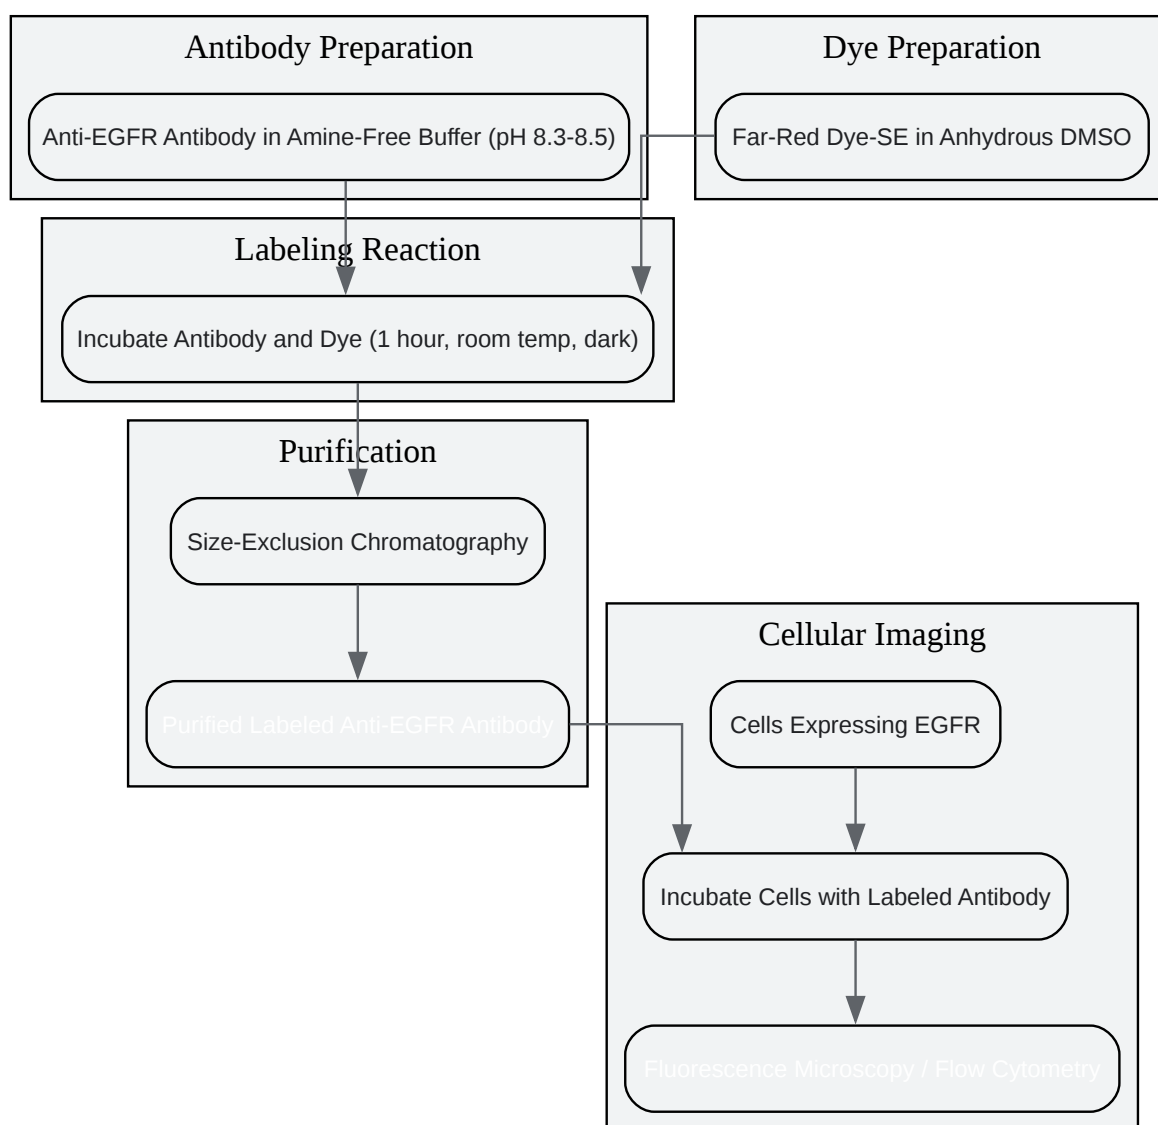 Antibody Preparation
Anti-EGFR Antibody in Amine-Free Buffer (pH 8.3-8.5)
Dye Preparation
Far-Red Dye-SE in Anhydrous DMSO
Labeling Reaction
Incubate Antibody and Dye (1 hour, room temp, dark)
Purification
Size-Exclusion Chromatography
Purified Labeled Anti-EGFR Antibody
Cellular Imaging
Cells Expressing EGFR
Incubate Cells with Labeled Antibody
Fluorescence Microscopy / Flow Cytometry